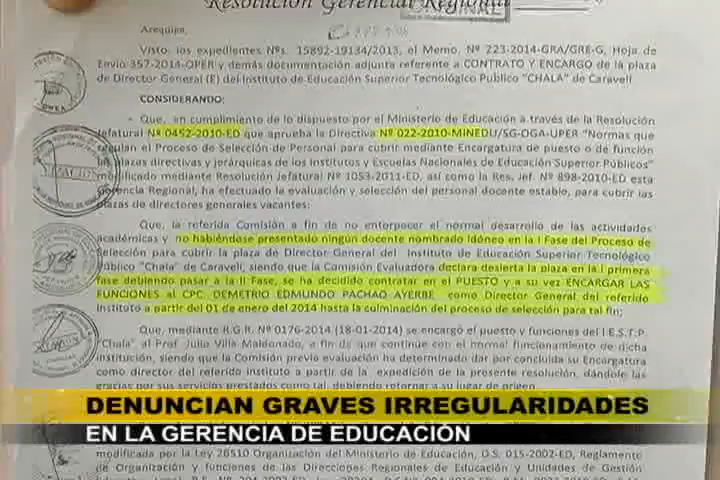 Resolución Gerencial Regional
Arequipa,
Visto los expedientes Nºs. 15892-19134/2013, el Memo. Nº 223-2014-GRA/GRE-G, Hoja de
Envío 357-2014-OPER y demás documentación adjunta referente a CONTRATO Y ENCARGO de la plaza
de Director General (E) del Instituto de Educación Superior Tecnológico Público "CHALA" de Caravelí
CONSIDERANDO:
Que, en cumplimiento de lo dispuesto por el Ministerio de Educación a través de la Resolución
Jefatural Nº 0452-2010-ED que aprueba la Directiva Nº 022-2010-MINEDU/SG-OGA-UPER "Normas que
regulan el Proceso de Selección de Personal para cubrir mediante Encargatura de puesto o de función
las plazas directivas y jerárquicas de los Institutos y Escuelas Nacionales de Educación Superior Públicos"
modificado mediante Resolución Jefatural Nº 1053-2011-ED, así como la Res. Jef. Nº 898-2010-ED esta
Gerencia Regional, ha efectuado la evaluación y selección del personal docente estable, para cubrir las
plazas de directores generales vacantes:
Que, la referida Comisión a fin de no entorpecer el normal desarrollo de las actividades
académicas y no habiéndose presentado ningún docente nombrado idóneo en la I Fase del Proceso de
Selección para cubrir la plaza de Director General del Instituto de Educación Superior Tecnológico
Público "Chala" de Caravelí, siendo que la Comisión Evaluadora declara desierta la plaza en la I primera
fase debiendo pasar a la II Fase, se ha decidido contratar en el PUESTO y a su vez ENCARGAR LAS
FUNCIONES al CPC. DEMETRIO EDMUNDO PACHAO AYERBE como Director General del referido
Instituto a partir del 01 de enero del 2014 hasta la culminación del proceso de selección para tal fin;
Que, mediante R.G.R. Nº 0176-2014 (18-01-2014) se encargó el puesto y funciones del I.E.S.T.P
"Chala" al Prof. Julio Villa Maldonado, a fin de que continúe con el normal funcionamiento de dicha
institución, siendo que la Comisión previa evaluación ha determinado dar por concluida su Encargatura
como director del referido instituto a partir de la expedición de la presente resolución, dándole las
gracias por sus servicios prestados como tal, debiendo retornar a su lugar de origen
DENUNCIAN GRAVES IRREGULARIDADES
EN LA GERENCIA DE EDUCACIÓN
modificada por la Ley 26510 Organización del Ministerio de Educación, D.S. 015-2002-ED, Reglamento
de Organización y funciones de las Direcciones Regionales de Educación y Unidades de Gestión